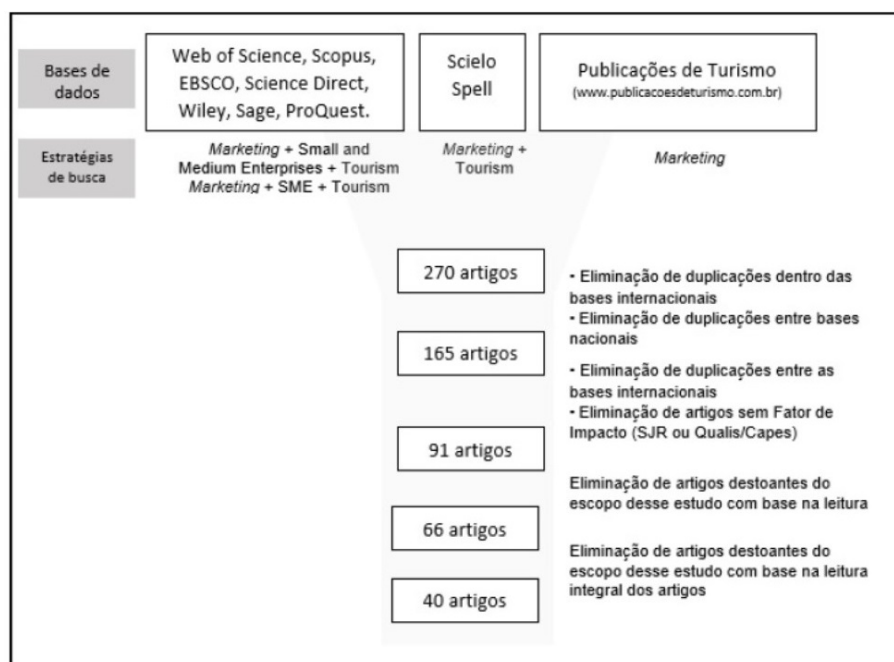 Bases de
dados
Web of Science, Scopus,
EBSCO, Science Direct,
Wiley, Sage, ProQuest.
Scielo
Spell
Publicações de Turismo
(www.publicacoesdeturismo.com.br)
Estratégias
de busca
Marketing + Small and
Medium Enterprises + Tourism
Marketing + SME + Tourism
Marketing +
Tourism
Marketing
270 artigos
• Eliminação de duplicações dentro das
bases internacionais
• Eliminação de duplicações entre bases
nacionais
165 artigos
• Eliminação de duplicações entre as
bases internacionais
• Eliminação de artigos sem Fator de
Impacto (SJR ou Qualis/Capes)
91 artigos
Eliminação de artigos destoantes do
escopo desse estudo com base na leitura
66 artigos
Eliminação de artigos destoantes do
escopo desse estudo com base na leitura
integral dos artigos
40 artigos